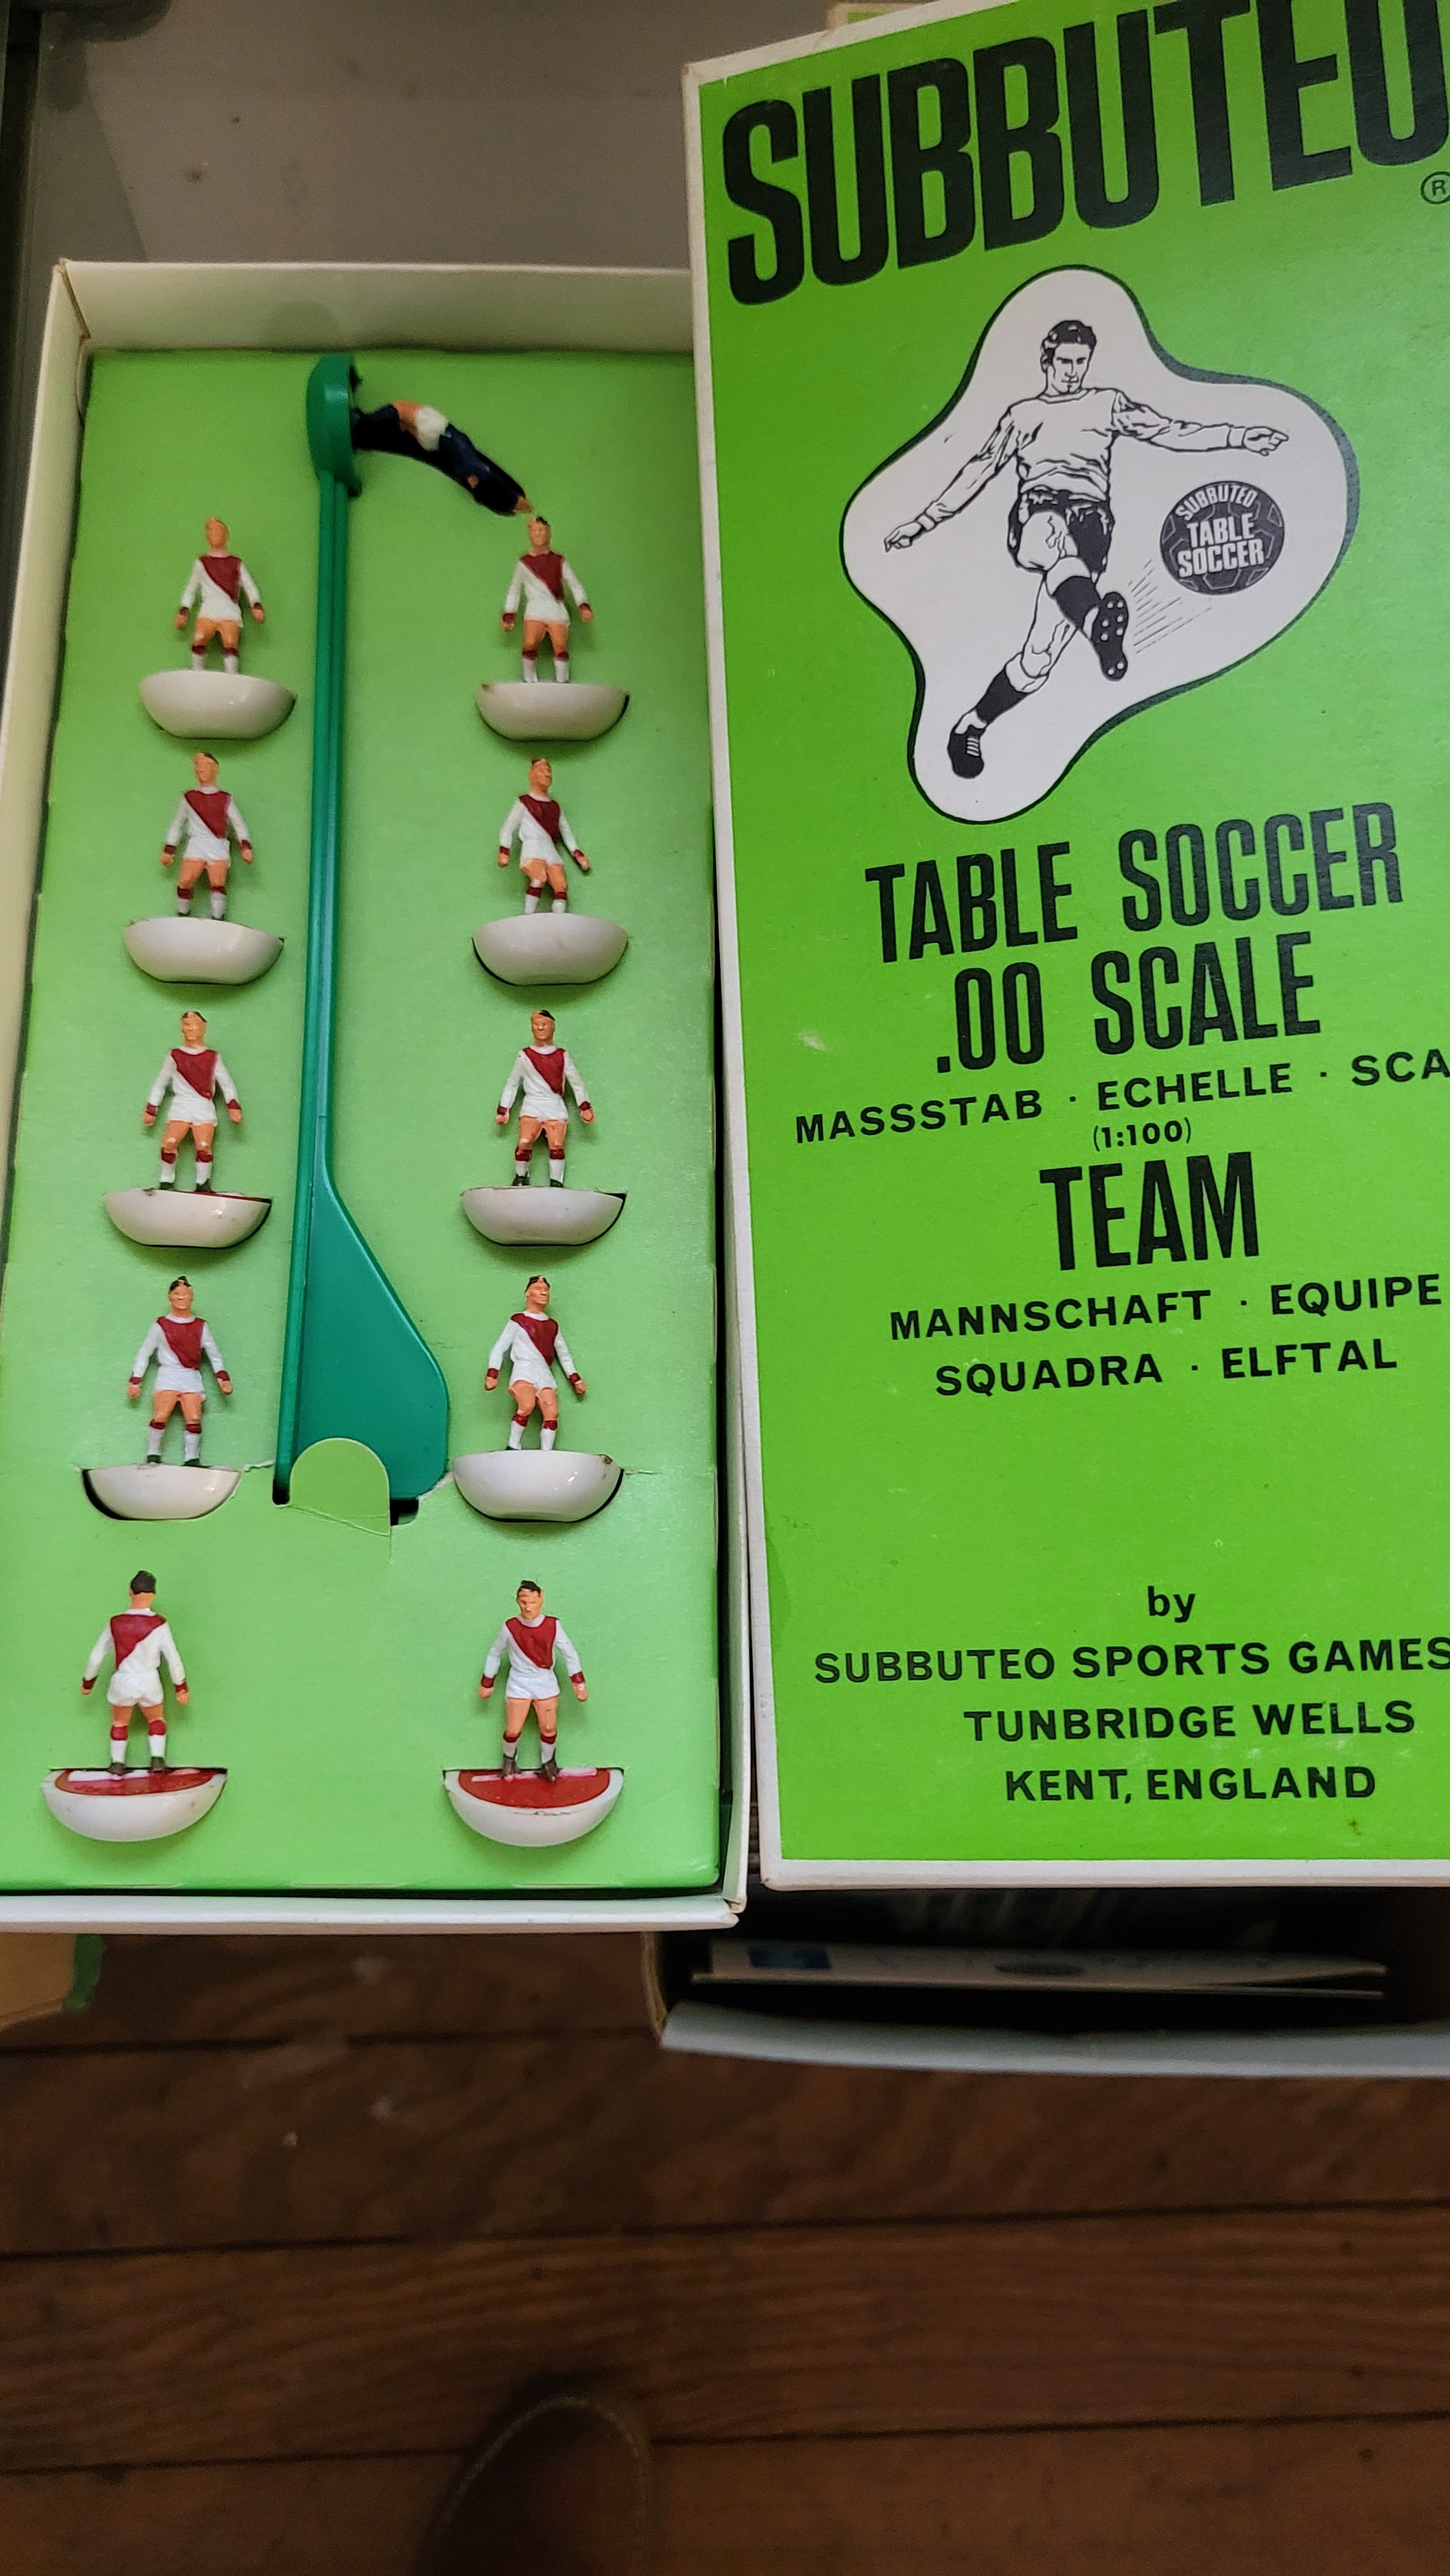 SUBBUTEO
®
SUBBUTEO
TABLE
SOCCER
TABLE SOCCER
.00 SCALE
MASSSTAB · ECHELLE · SCA
(1:100)
TEAM
MANNSCHAFT · EQUIPE
SQUADRA · ELFTAL
by
SUBBUTEO SPORTS GAMES
TUNBRIDGE WELLS
KENT, ENGLAND